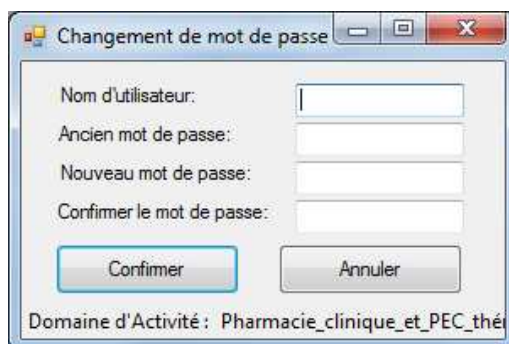 Changement de mot de passe
Nom d'utilisateur:
Ancien mot de passe:
Nouveau mot de passe:
Confirmer le mot de passe:
Confirmer Annuler
Domaine d'Activité : Pharmacie_clinique_et_PEC_thér